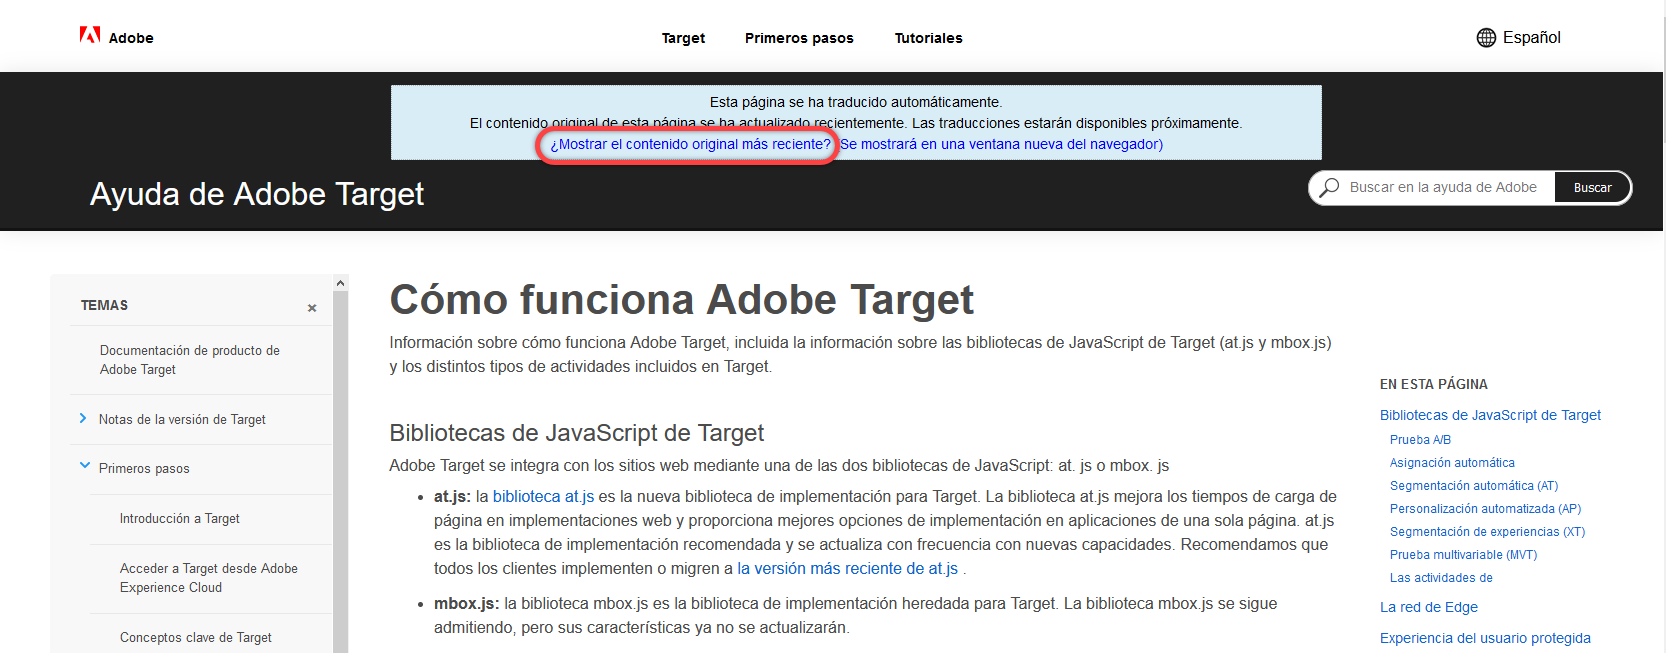 Adobe
Target
Primeros pasos
Tutoriales
Español
Esta página se ha traducido automáticamente.
El contenido original de esta página se ha actualizado recientemente. Las traducciones estarán disponibles próximamente.
¿Mostrar el contenido original más reciente? (Se mostrará en una ventana nueva del navegador)
Ayuda de Adobe Target
Buscar en la ayuda de Adobe
Buscar
TEMAS
×
Documentación de producto de
Adobe Target
Notas de la versión de Target
Primeros pasos
Introducción a Target
Acceder a Target desde Adobe
Experience Cloud
Conceptos clave de Target
Cómo funciona Adobe Target
Información sobre cómo funciona Adobe Target, incluida la información sobre las bibliotecas de JavaScript de Target (at.js y mbox.js)
y los distintos tipos de actividades incluidos en Target.
Bibliotecas de JavaScript de Target
Adobe Target se integra con los sitios web mediante una de las dos bibliotecas de JavaScript: at. js o mbox. js
• at.js: la biblioteca at.js es la nueva biblioteca de implementación para Target. La biblioteca at.js mejora los tiempos de carga de
página en implementaciones web y proporciona mejores opciones de implementación en aplicaciones de una sola página. at.js
es la biblioteca de implementación recomendada y se actualiza con frecuencia con nuevas capacidades. Recomendamos que
todos los clientes implementen o migren a la versión más reciente de at.js .
• mbox.js: la biblioteca mbox.js es la biblioteca de implementación heredada para Target. La biblioteca mbox.js se sigue
admitiendo, pero sus características ya no se actualizarán.
EN ESTA PÁGINA
Bibliotecas de JavaScript de Target
Prueba A/B
Asignación automática
Segmentación automática (AT)
Personalización automatizada (AP)
Segmentación de experiencias (XT)
Prueba multivariable (MVT)
Las actividades de
La red de Edge
Experiencia del usuario protegida